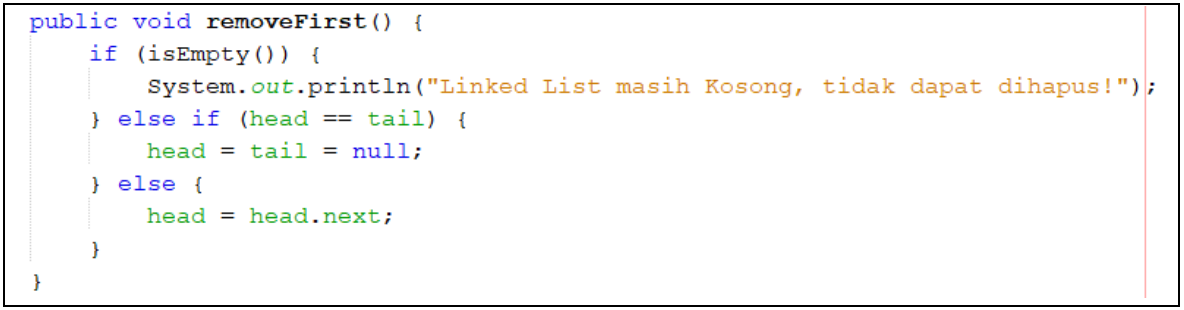 public void removeFirst() {
    if (isEmpty()) {
        System.out.println("Linked List masih Kosong, tidak dapat dihapus!");
    } else if (head == tail) {
        head = tail = null;
    } else {
        head = head.next;
    }
}